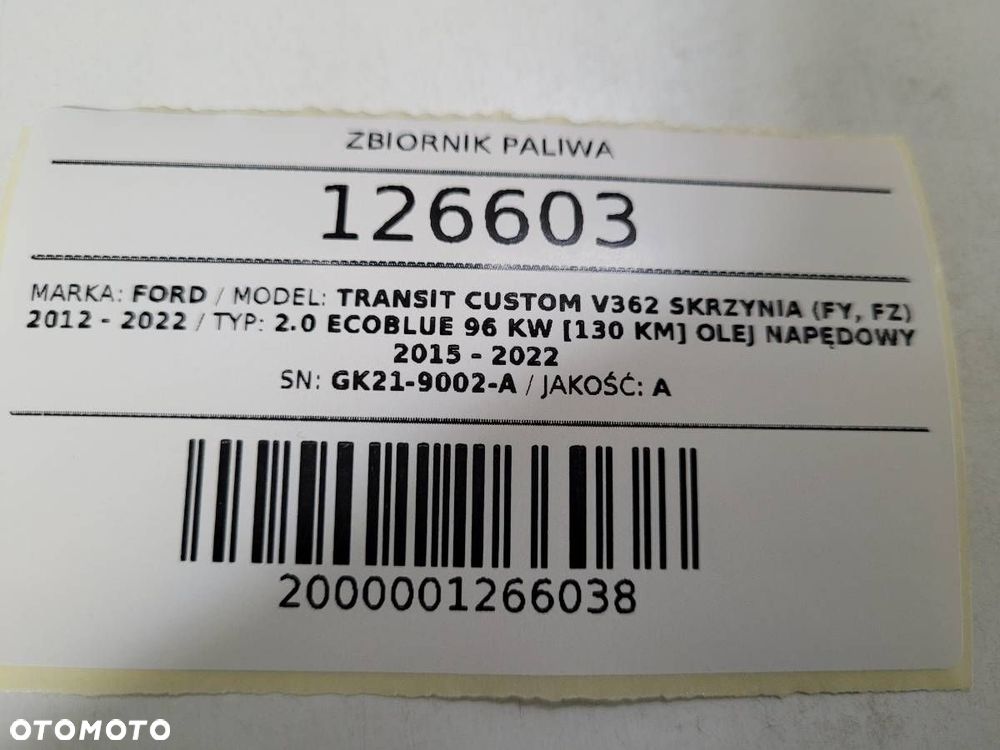 ZBIORNIK PALIWA
126603
MARKA: FORD / MODEL: TRANSIT CUSTOM V362 SKRZYNIA (FY, FZ)
2012 - 2022 / TYP: 2.0 ECOBLUE 96 KW [130 KM] OLEJ NAPĘDOWY
2015 - 2022
SN: GK21-9002-A / JAKOŚĆ: A
2000001266038
OTOMOTO